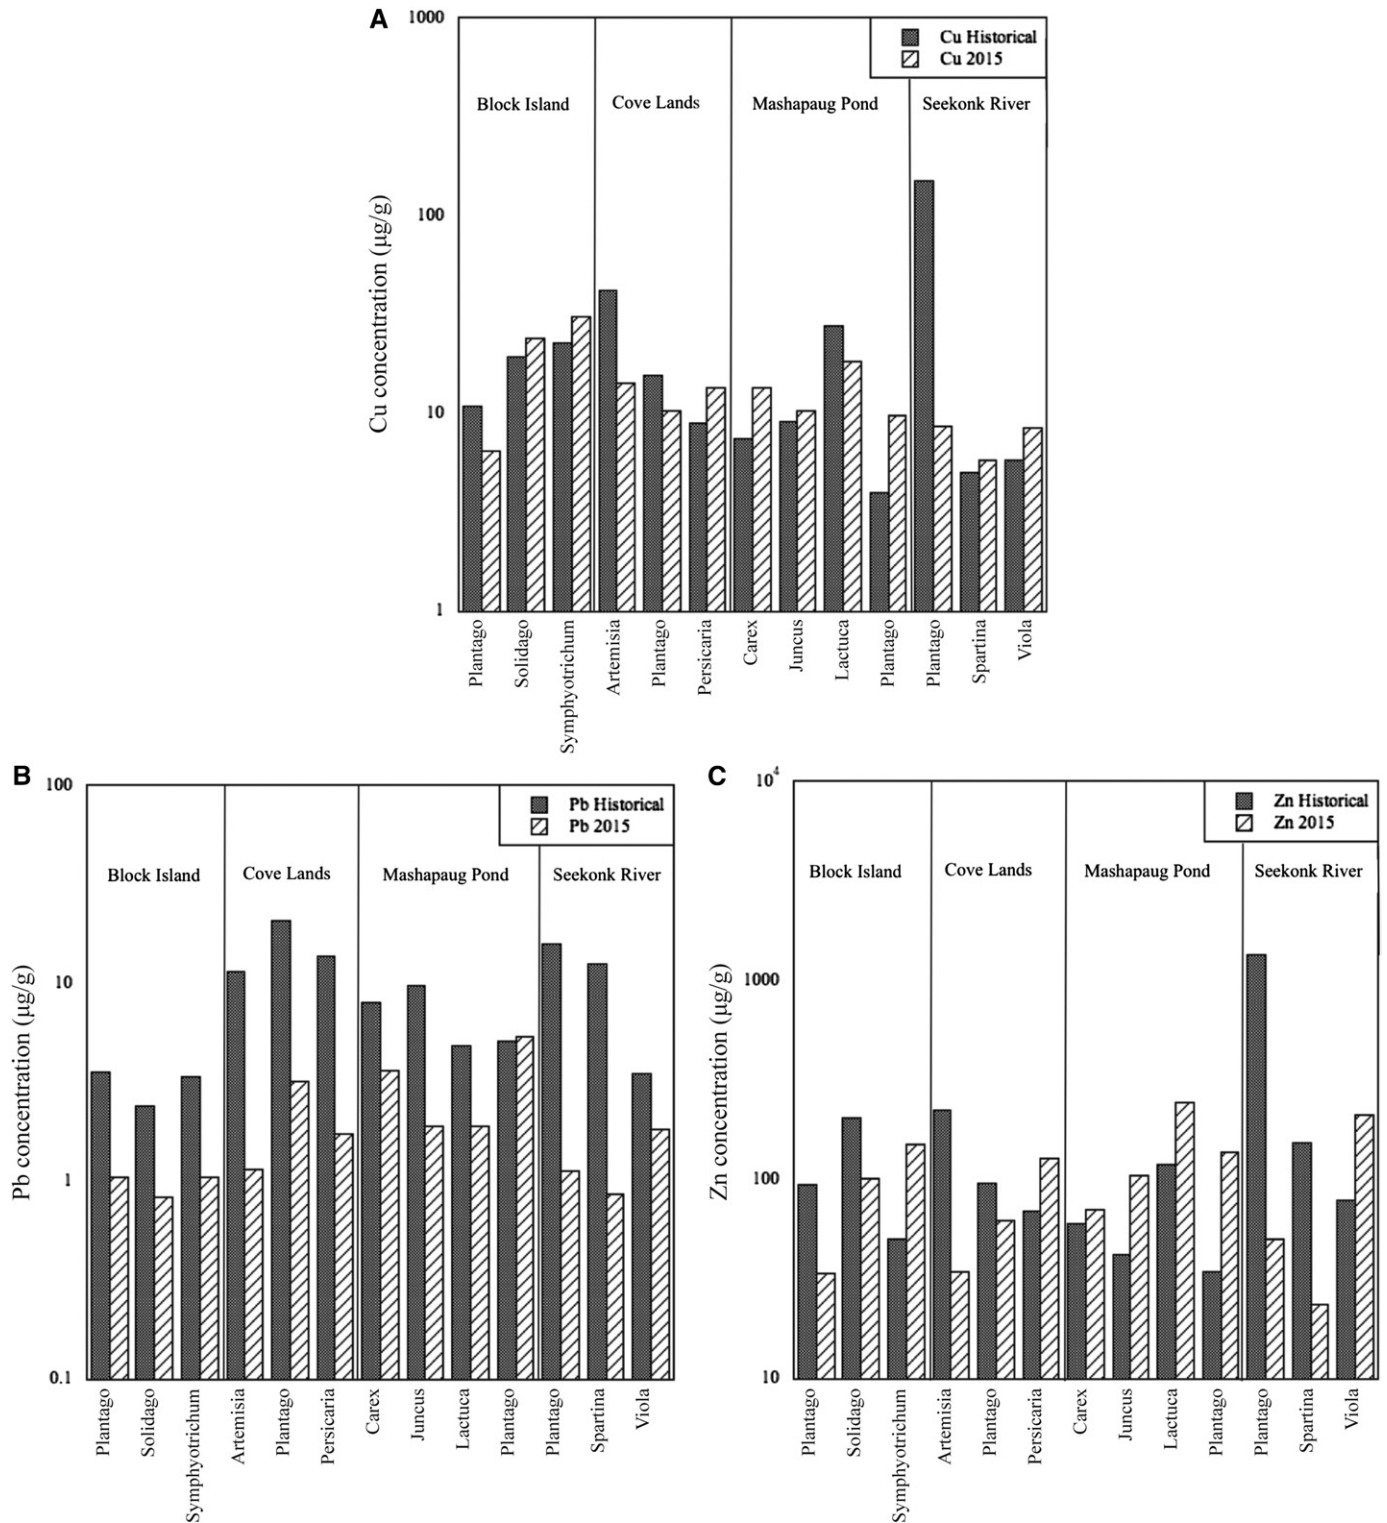 A
1000
100
10
1
Cu concentration (µg/g)
Cu Historical
Cu 2015
Block Island
Cove Lands
Mashapaug Pond
Seekonk River
Plantago
Solidago
Symphyotrichum
Artemisia
Plantago
Persicaria
Carex
Juncus
Lactuca
Plantago
Plantago
Spartina
Viola
B
100
10
1
0.1
Pb concentration (µg/g)
Pb Historical
Pb 2015
Block Island
Cove Lands
Mashapaug Pond
Seekonk River
Plantago
Solidago
Symphyotrichum
Artemisia
Plantago
Persicaria
Carex
Juncus
Lactuca
Plantago
Plantago
Spartina
Viola
C
10⁴
1000
100
10
Zn concentration (µg/g)
Zn Historical
Zn 2015
Block Island
Cove Lands
Mashapaug Pond
Seekonk River
Plantago
Solidago
Symphyotrichum
Artemisia
Plantago
Persicaria
Carex
Juncus
Lactuca
Plantago
Plantago
Spartina
Viola